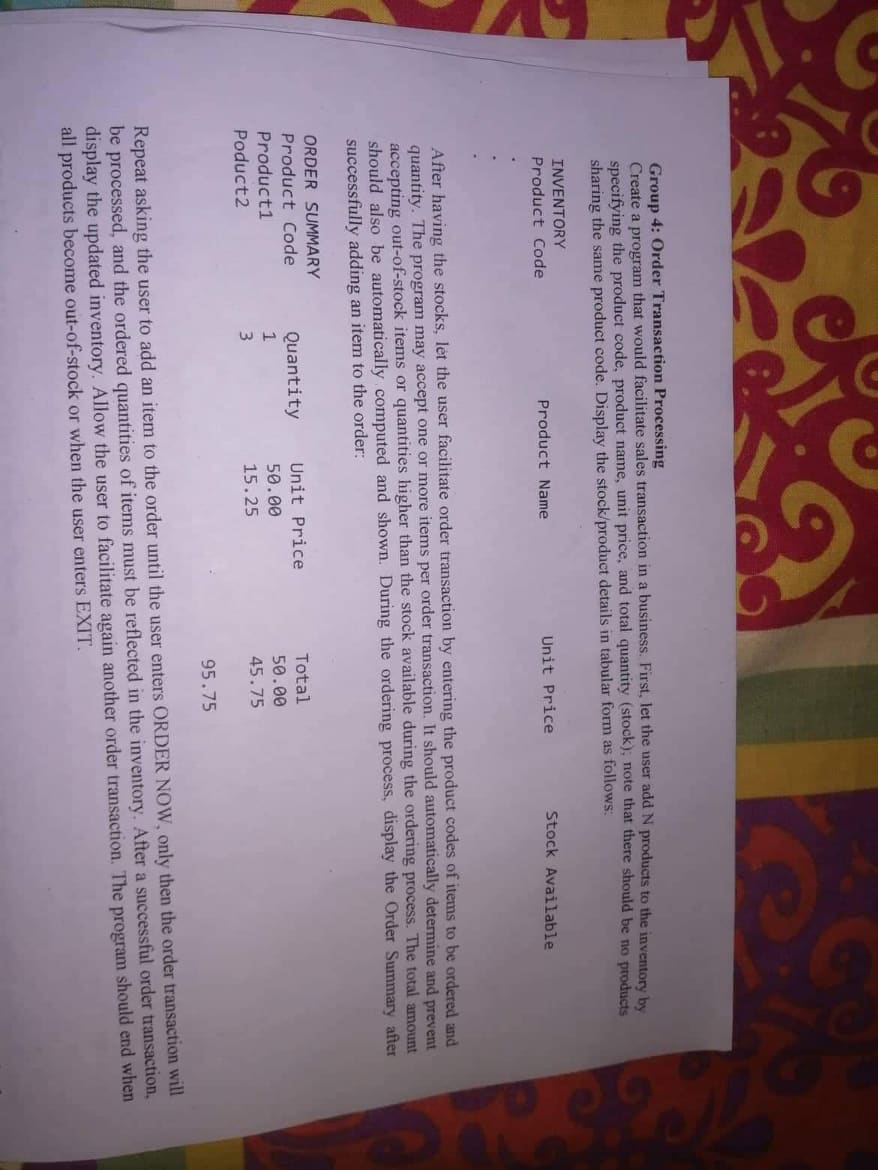 Group 4: Order Transaction Processing
Create a program that would facilitate sales transaction in a business. First, let the user add N products to the inventory by
specifying the product code, product name, unit price, and total quantity (stock); note that there should be no products
sharing the same product code. Display the stock/product details in tabular form as follows:
INVENTORY
Product Code Product Name Unit Price Stock Available
.
.
.
After having the stocks, let the user facilitate order transaction by entering the product codes of items to be ordered and
quantity. The program may accept one or more items per order transaction. It should automatically determine and prevent
accepting out-of-stock items or quantities higher than the stock available during the ordering process. The total amount
should also be automatically computed and shown. During the ordering process, display the Order Summary after
successfully adding an item to the order:
ORDER SUMMARY
Product Code Quantity Unit Price Total
Product1 1 50.00 50.00
Poduct2 3 15.25 45.75
95.75
Repeat asking the user to add an item to the order until the user enters ORDER NOW, only then the order transaction will
be processed, and the ordered quantities of items must be reflected in the inventory. After a successful order transaction,
display the updated inventory. Allow the user to facilitate again another order transaction. The program should end when
all products become out-of-stock or when the user enters EXIT.